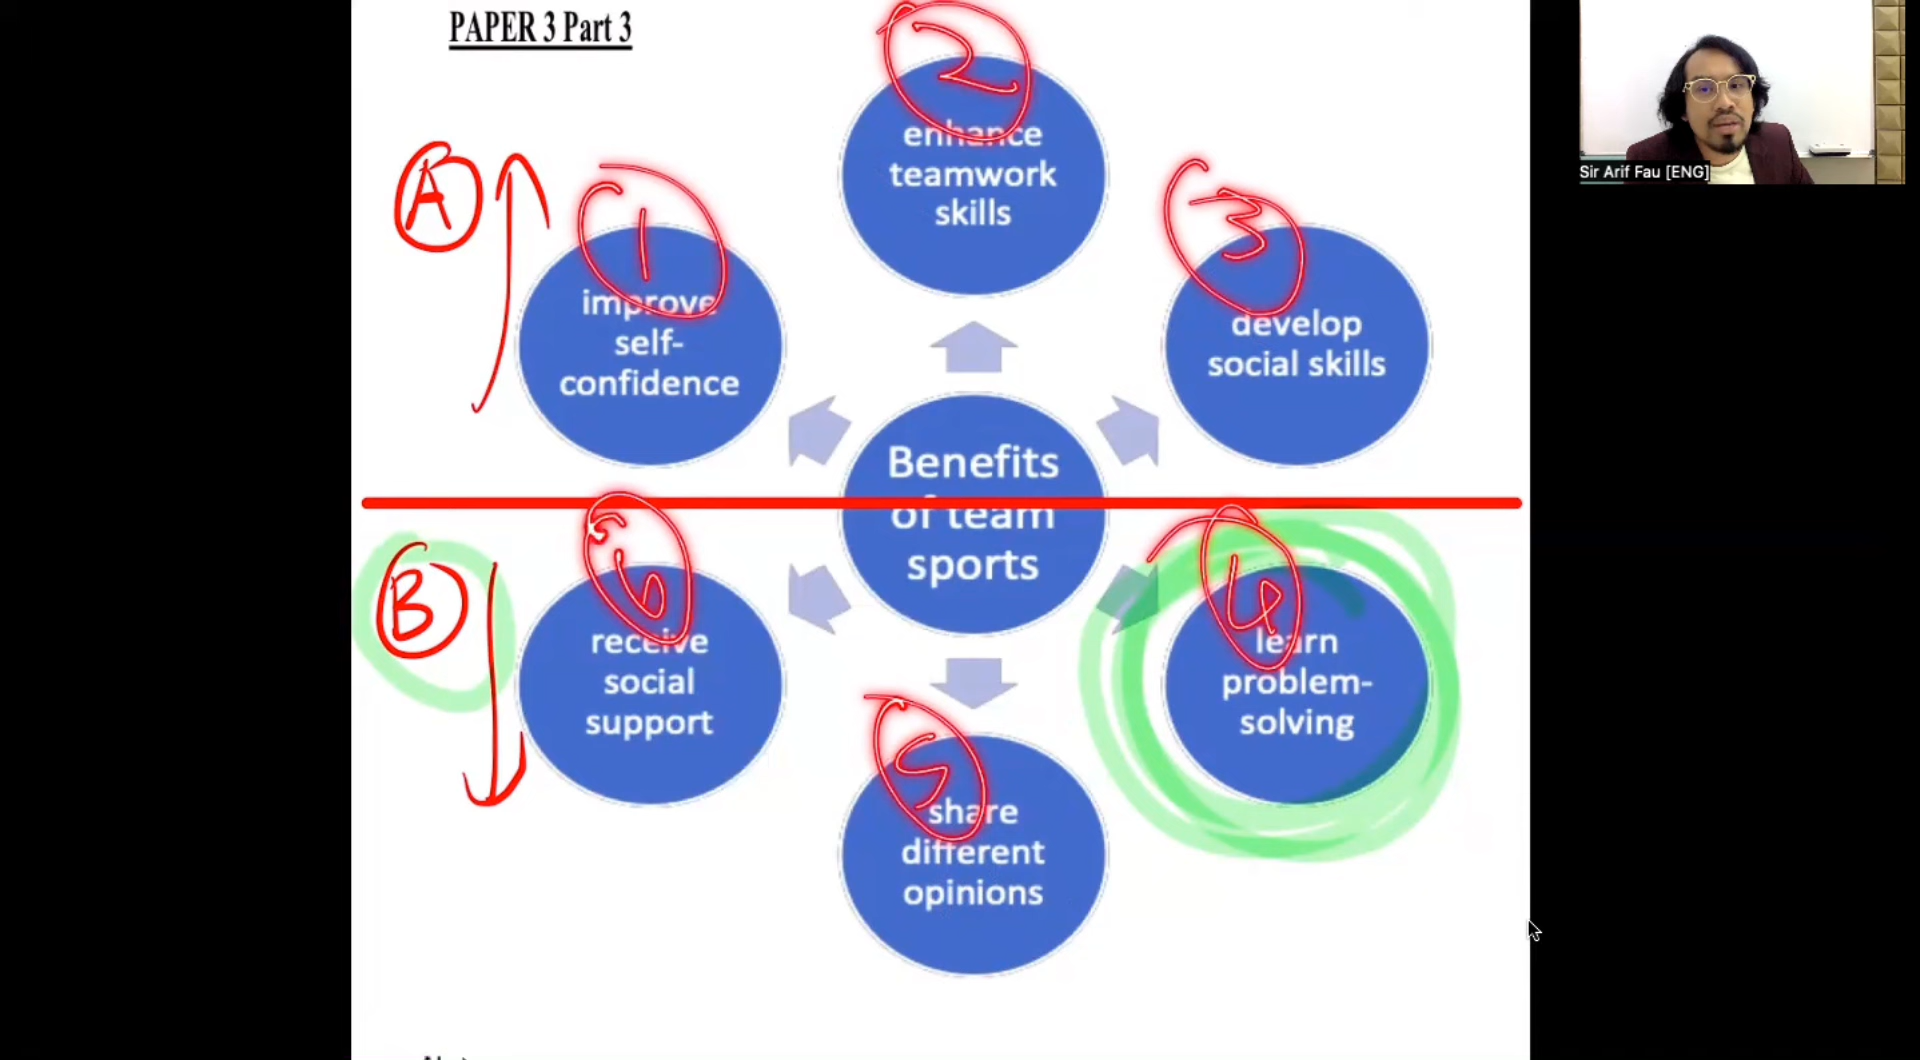 PAPER 3 Part 3
A
1
improve
self-
confidence
2
enhance
teamwork
skills
3
develop
social skills
Benefits
of team
sports
B
6
receive
social
support
5
share
different
opinions
4
learn
problem-
solving
Sir Arif Fau [ENG]